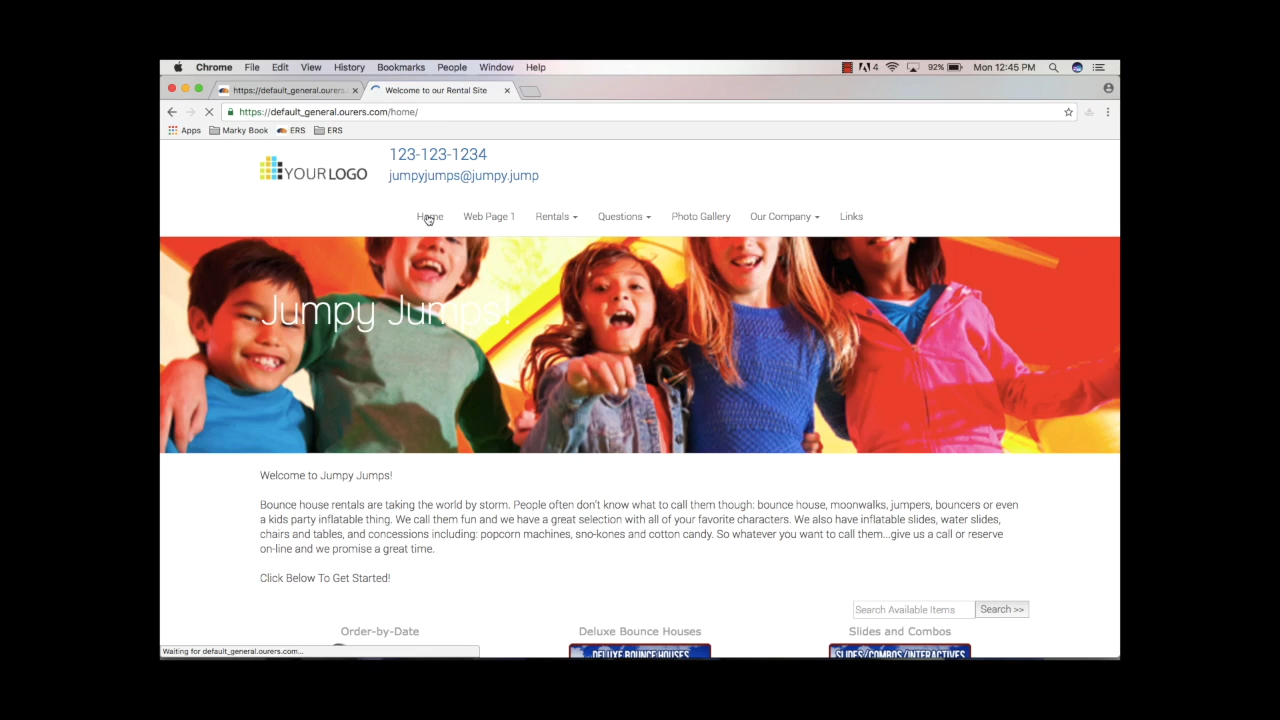 Chrome File Edit View History Bookmarks People Window Help 4 92% Mon 12:45 PM
https://default_general.ourers. Welcome to our Rental Site
https://default_general.ourers.com/home/
Apps Marky Book ERS ERS
123-123-1234
YOUR LOGO
jumpyjumps@jumpy.jump
Home Web Page 1 Rentals Questions Photo Gallery Our Company Links
Jumpy Jumps!
Welcome to Jumpy Jumps!
Bounce house rentals are taking the world by storm. People often don't know what to call them though: bounce house, moonwalks, jumpers, bouncers or even
a kids party inflatable thing. We call them fun and we have a great selection with all of your favorite characters. We also have inflatable slides, water slides,
chairs and tables, and concessions including: popcorn machines, sno-kones and cotton candy. So whatever you want to call them...give us a call or reserve
on-line and we promise a great time.
Click Below To Get Started!
Search Available Items Search >>
Order-by-Date Deluxe Bounce Houses Slides and Combos
Waiting for default_general.ourers.com... DELUXE BOUNCE HOUSES SLIDES/COMBOS/INTERACTIVES